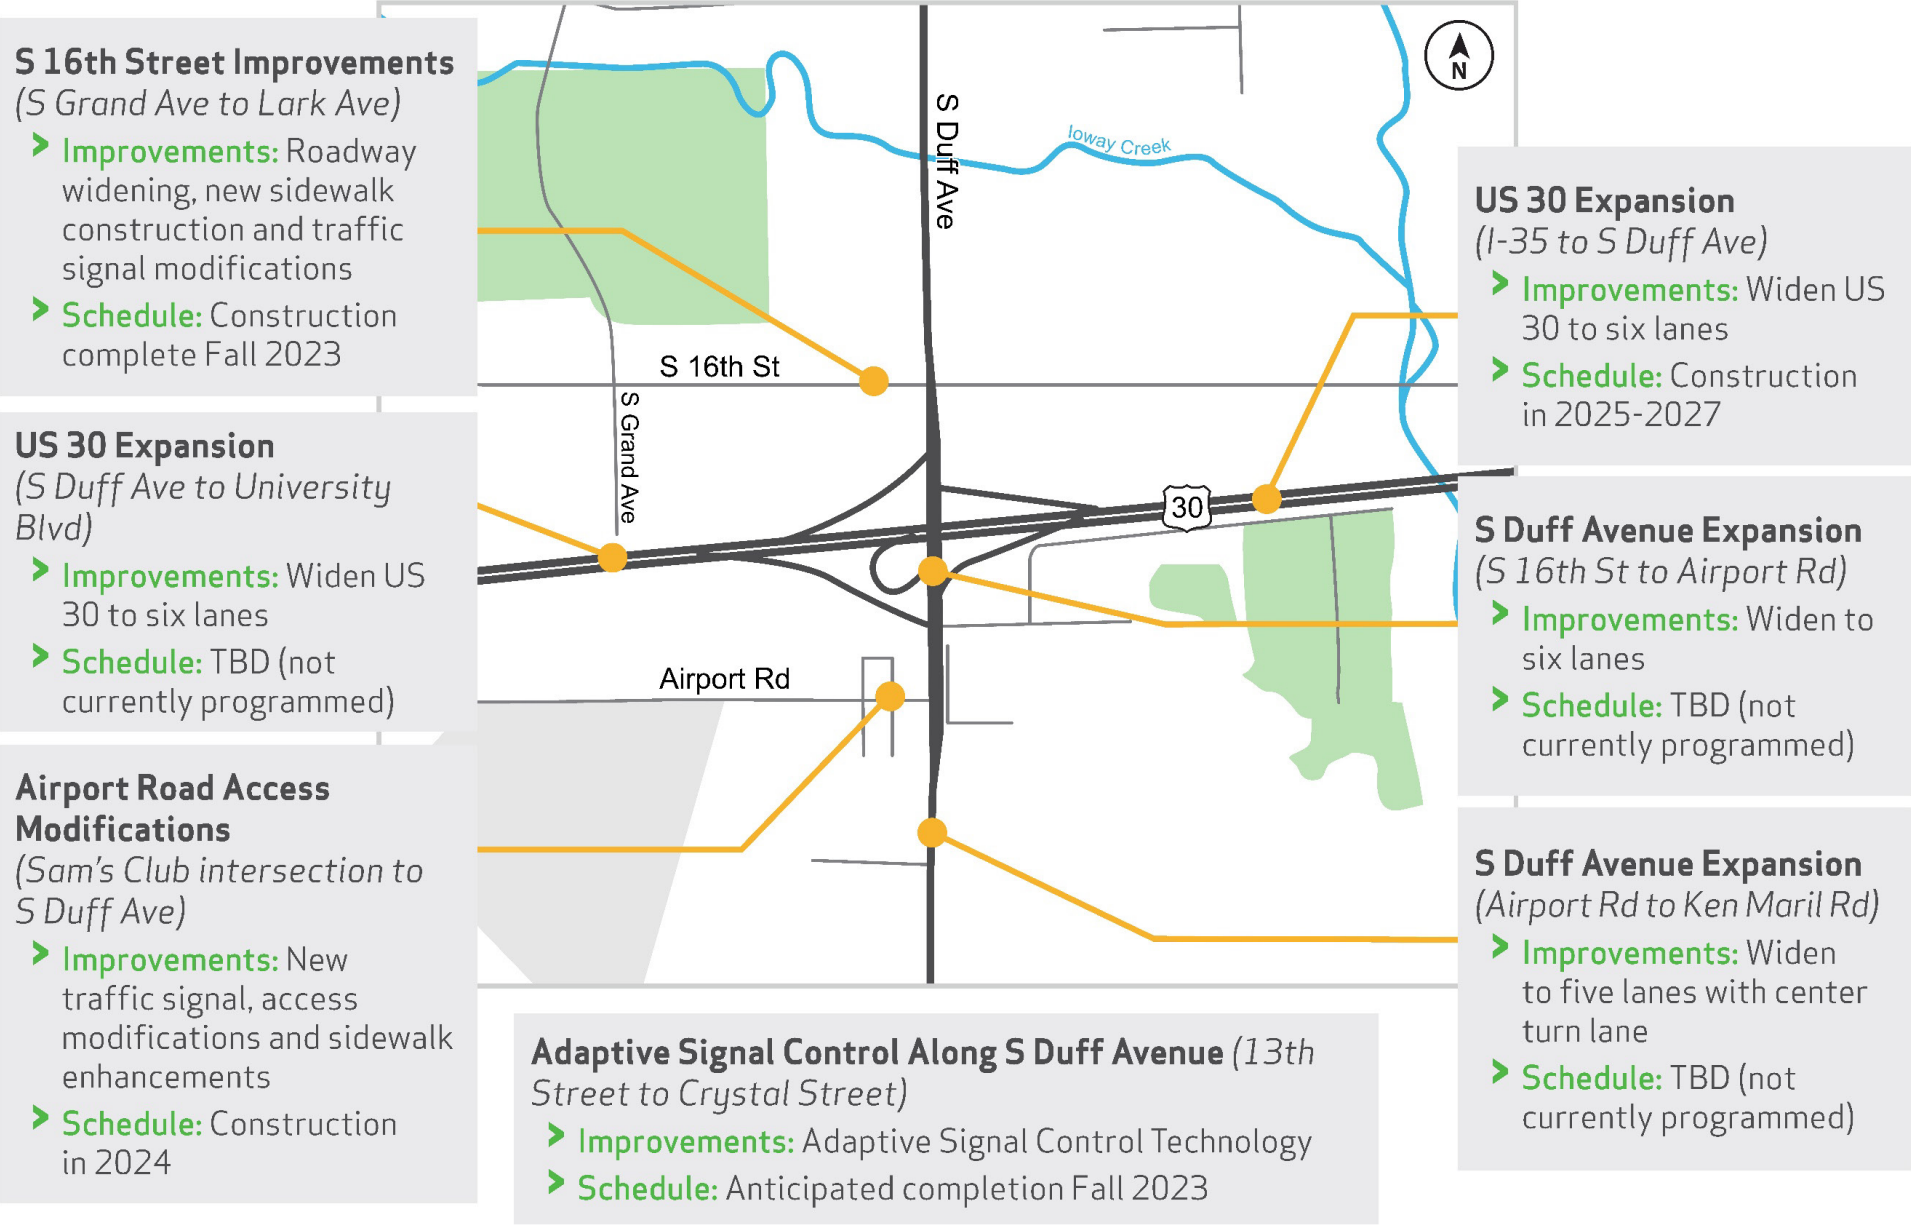 S 16th Street Improvements
(S Grand Ave to Lark Ave)
> Improvements: Roadway
widening, new sidewalk
construction and traffic
signal modifications
> Schedule: Construction
complete Fall 2023
US 30 Expansion
(S Duff Ave to University
Blvd)
> Improvements: Widen US
30 to six lanes
> Schedule: TBD (not
currently programmed)
Airport Road Access
Modifications
(Sam's Club intersection to
S Duff Ave)
> Improvements: New
traffic signal, access
modifications and sidewalk
enhancements
> Schedule: Construction
in 2024
S Duff Ave
Ioway Creek
N
S 16th St
S Grand Ave
30
Airport Rd
US 30 Expansion
(I-35 to S Duff Ave)
> Improvements: Widen US
30 to six lanes
> Schedule: Construction
in 2025-2027
S Duff Avenue Expansion
(S 16th St to Airport Rd)
> Improvements: Widen to
six lanes
> Schedule: TBD (not
currently programmed)
S Duff Avenue Expansion
(Airport Rd to Ken Maril Rd)
> Improvements: Widen
to five lanes with center
turn lane
> Schedule: TBD (not
currently programmed)
Adaptive Signal Control Along S Duff Avenue (13th
Street to Crystal Street)
> Improvements: Adaptive Signal Control Technology
> Schedule: Anticipated completion Fall 2023